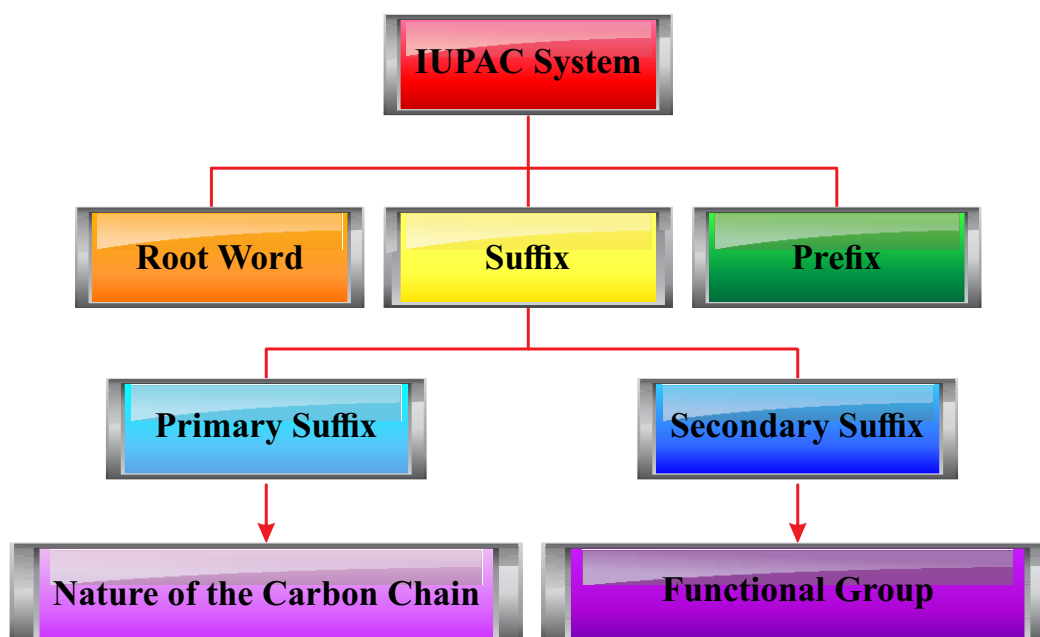 IUPAC System
Root Word
Suffix
Prefix
Primary Suffix
Secondary Suffix
Nature of the Carbon Chain
Functional Group